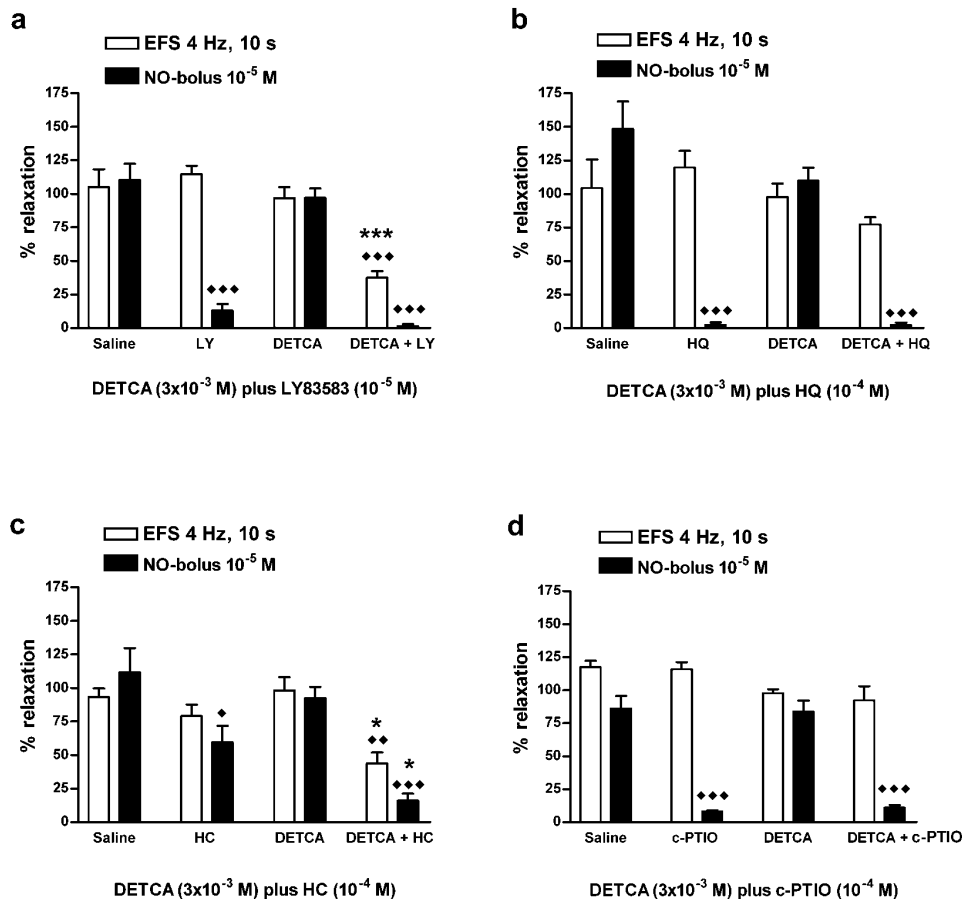 a
EFS 4 Hz, 10 s
NO-bolus 10⁻⁵ M
% relaxation
175
150
125
100
75
50
25
0
***
◆◆◆
◆◆◆
◆◆◆
Saline LY DETCA DETCA + LY
DETCA (3x10⁻³ M) plus LY83583 (10⁻⁵ M)
b
EFS 4 Hz, 10 s
NO-bolus 10⁻⁵ M
% relaxation
175
150
125
100
75
50
25
0
◆◆◆ ◆◆◆
Saline HQ DETCA DETCA + HQ
DETCA (3x10⁻³ M) plus HQ (10⁻⁴ M)
c
EFS 4 Hz, 10 s
NO-bolus 10⁻⁵ M
% relaxation
175
150
125
100
75
50
25
0
◆
*
◆◆
*
◆◆◆
Saline HC DETCA DETCA + HC
DETCA (3x10⁻³ M) plus HC (10⁻⁴ M)
d
EFS 4 Hz, 10 s
NO-bolus 10⁻⁵ M
% relaxation
175
150
125
100
75
50
25
0
◆◆◆ ◆◆◆
Saline c-PTIO DETCA DETCA + c-PTIO
DETCA (3x10⁻³ M) plus c-PTIO (10⁻⁴ M)